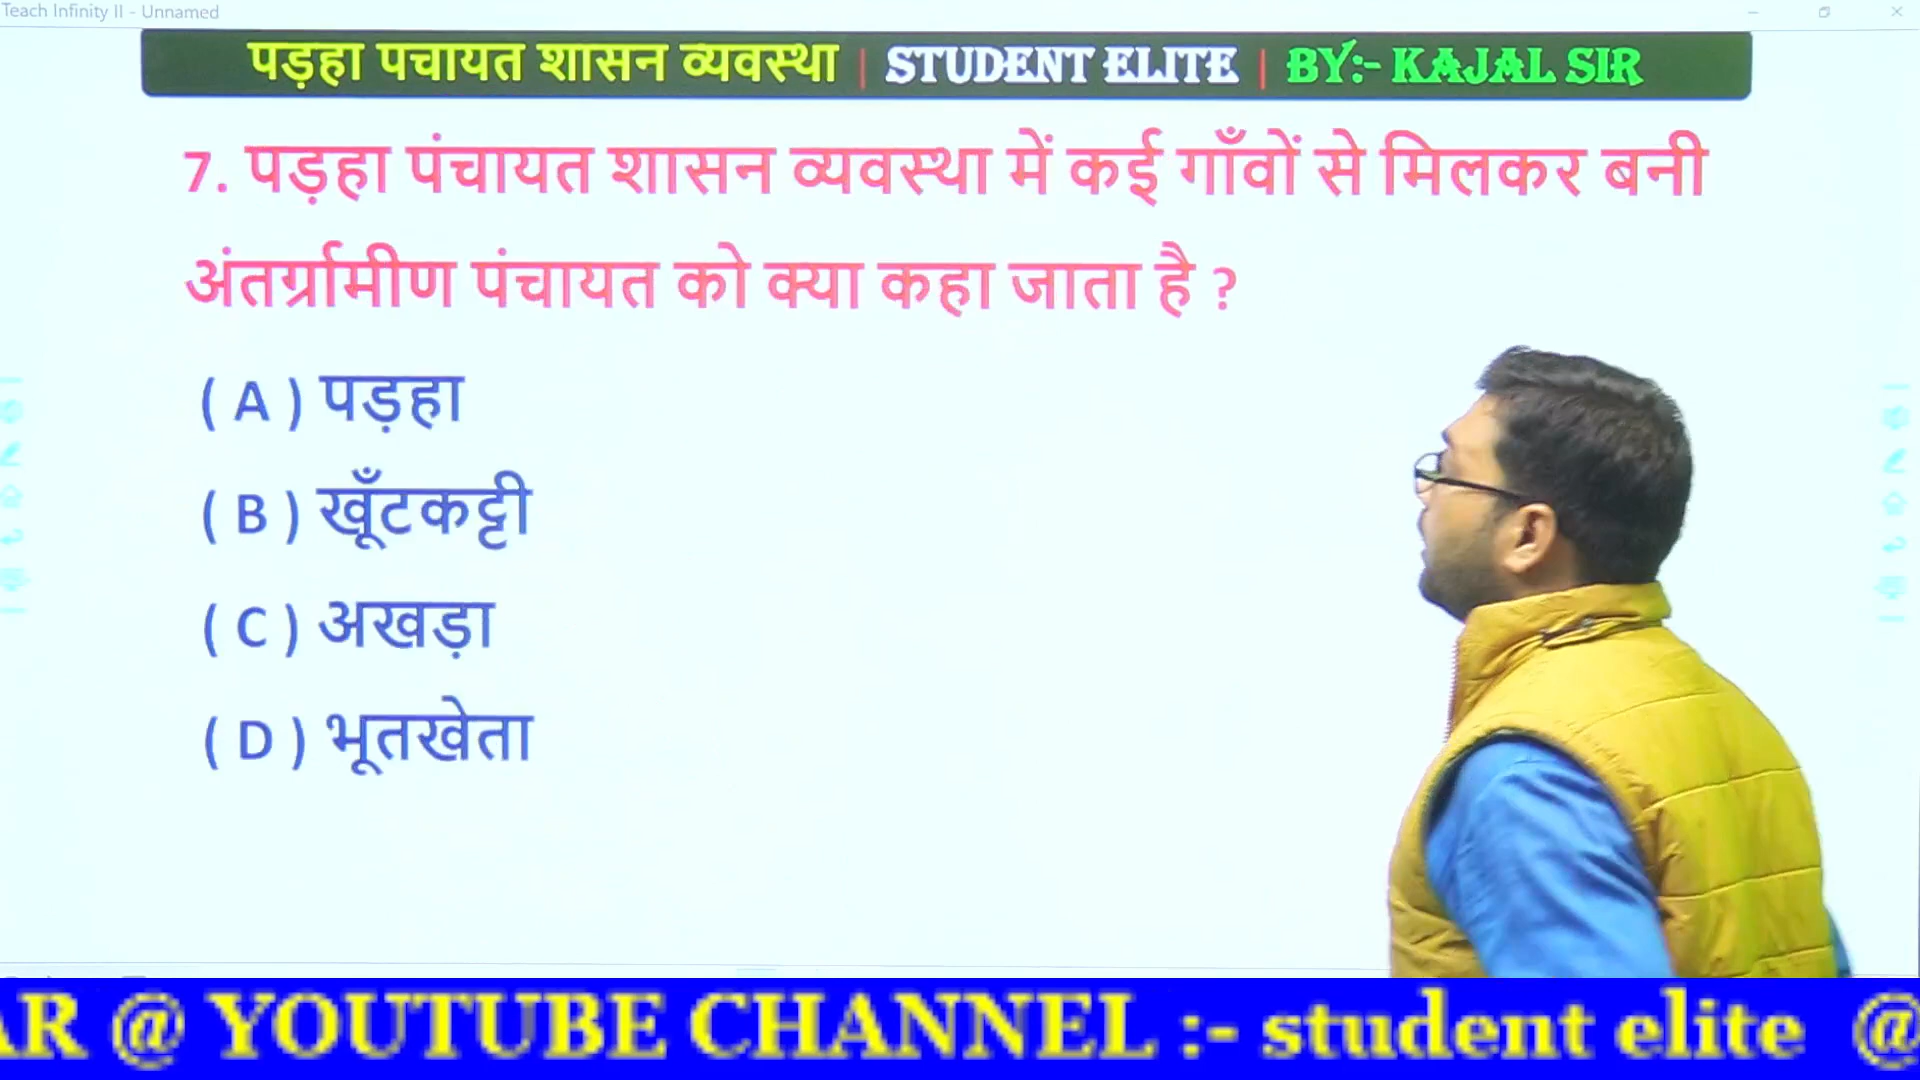 Teach Infinity II - Unnamed
पड़हा पचायत शासन व्यवस्था | STUDENT ELITE | BY:- KAJAL SIR
7. पड़हा पंचायत शासन व्यवस्था में कई गाँवों से मिलकर बनी
अंतर्ग्रामीण पंचायत को क्या कहा जाता है ?
( A ) पड़हा
( B ) खूँटकट्टी
( C ) अखड़ा
( D ) भूतखेता
AR @ YOUTUBE CHANNEL :- student elite @